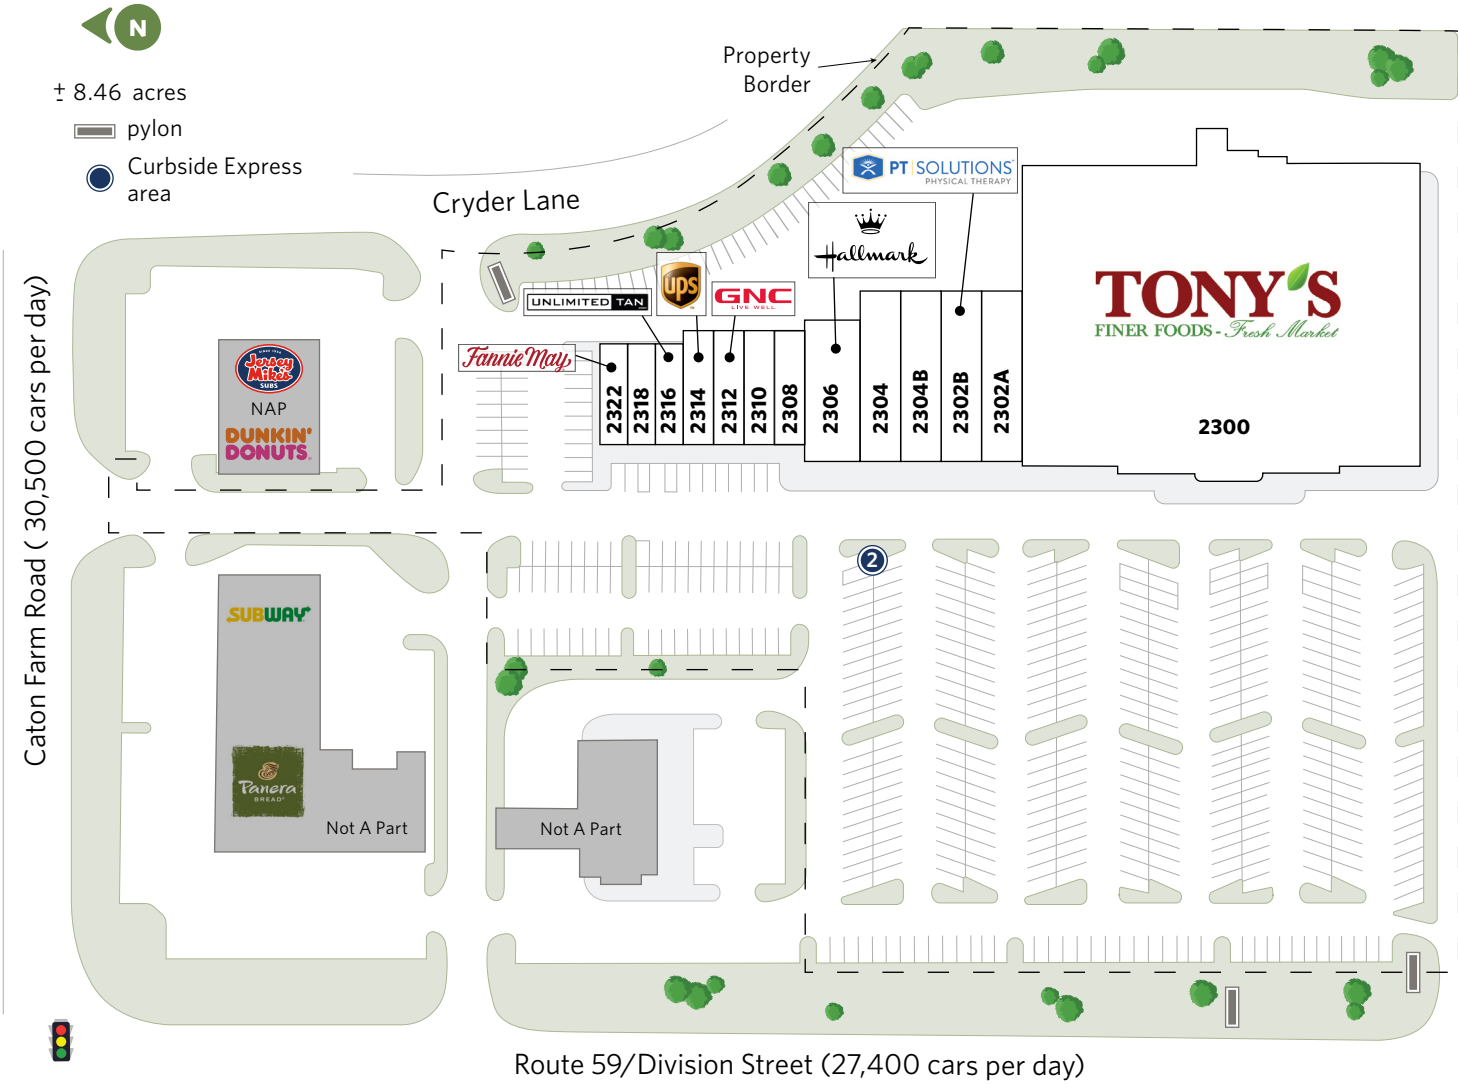 N
± 8.46 acres
pylon
Curbside Express
area
Property
Border
Cryder Lane
PT SOLUTIONS
PHYSICAL THERAPY
Hallmark
ups
UNLIMITED TAN
GNC
LIVE WELL
Fannie May
TONY'S
FINER FOODS - Fresh Market
2322
2318
2316
2314
2312
2310
2308
2306
2304
2304B
2302B
2302A
2300
SINCE 1956
Jersey
Mike's
SUBS
NAP
DUNKIN'
DONUTS
Caton Farm Road ( 30,500 cars per day)
2
SUBWAY
Panera
BREAD
Not A Part
Not A Part
Route 59/Division Street (27,400 cars per day)